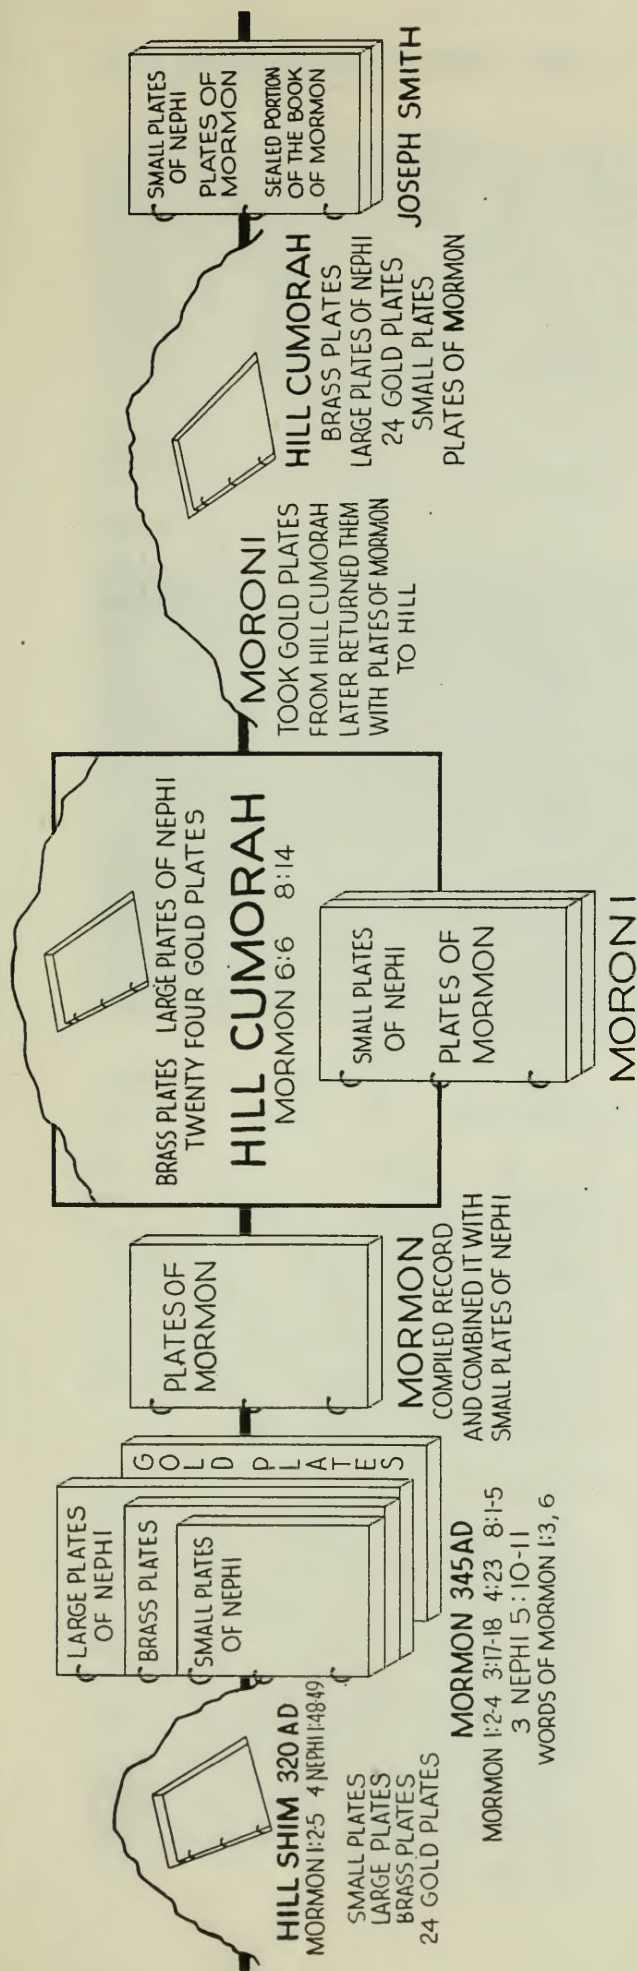 HILL SHIM 320 AD
MORMON 1:2-5 4 NEPHI 1:48-49
SMALL PLATES
LARGE PLATES
BRASS PLATES
24 GOLD PLATES
LARGE PLATES
OF NEPHI
BRASS PLATES
SMALL PLATES
OF NEPHI
GOLD PLATES
MORMON 345 AD
MORMON 1:2-4 3:17-18 4:23 8:1-5
3 NEPHI 5:10-11
WORDS OF MORMON 1:3, 6
PLATES OF
MORMON
MORMON
COMPILED RECORD
AND COMBINED IT WITH
SMALL PLATES OF NEPHI
BRASS PLATES LARGE PLATES OF NEPHI
TWENTY FOUR GOLD PLATES
HILL CUMORAH
MORMON 6:6 8:14
SMALL PLATES
OF NEPHI
PLATES OF
MORMON
MORONI
MORONI
TOOK GOLD PLATES
FROM HILL CUMORAH
LATER RETURNED THEM
WITH PLATES OF MORMON
TO HILL
HILL CUMORAH
BRASS PLATES
LARGE PLATES OF NEPHI
24 GOLD PLATES
SMALL PLATES
PLATES OF MORMON
SMALL PLATES
OF NEPHI
PLATES OF
MORMON
SEALED PORTION
OF THE BOOK
OF MORMON
JOSEPH SMITH